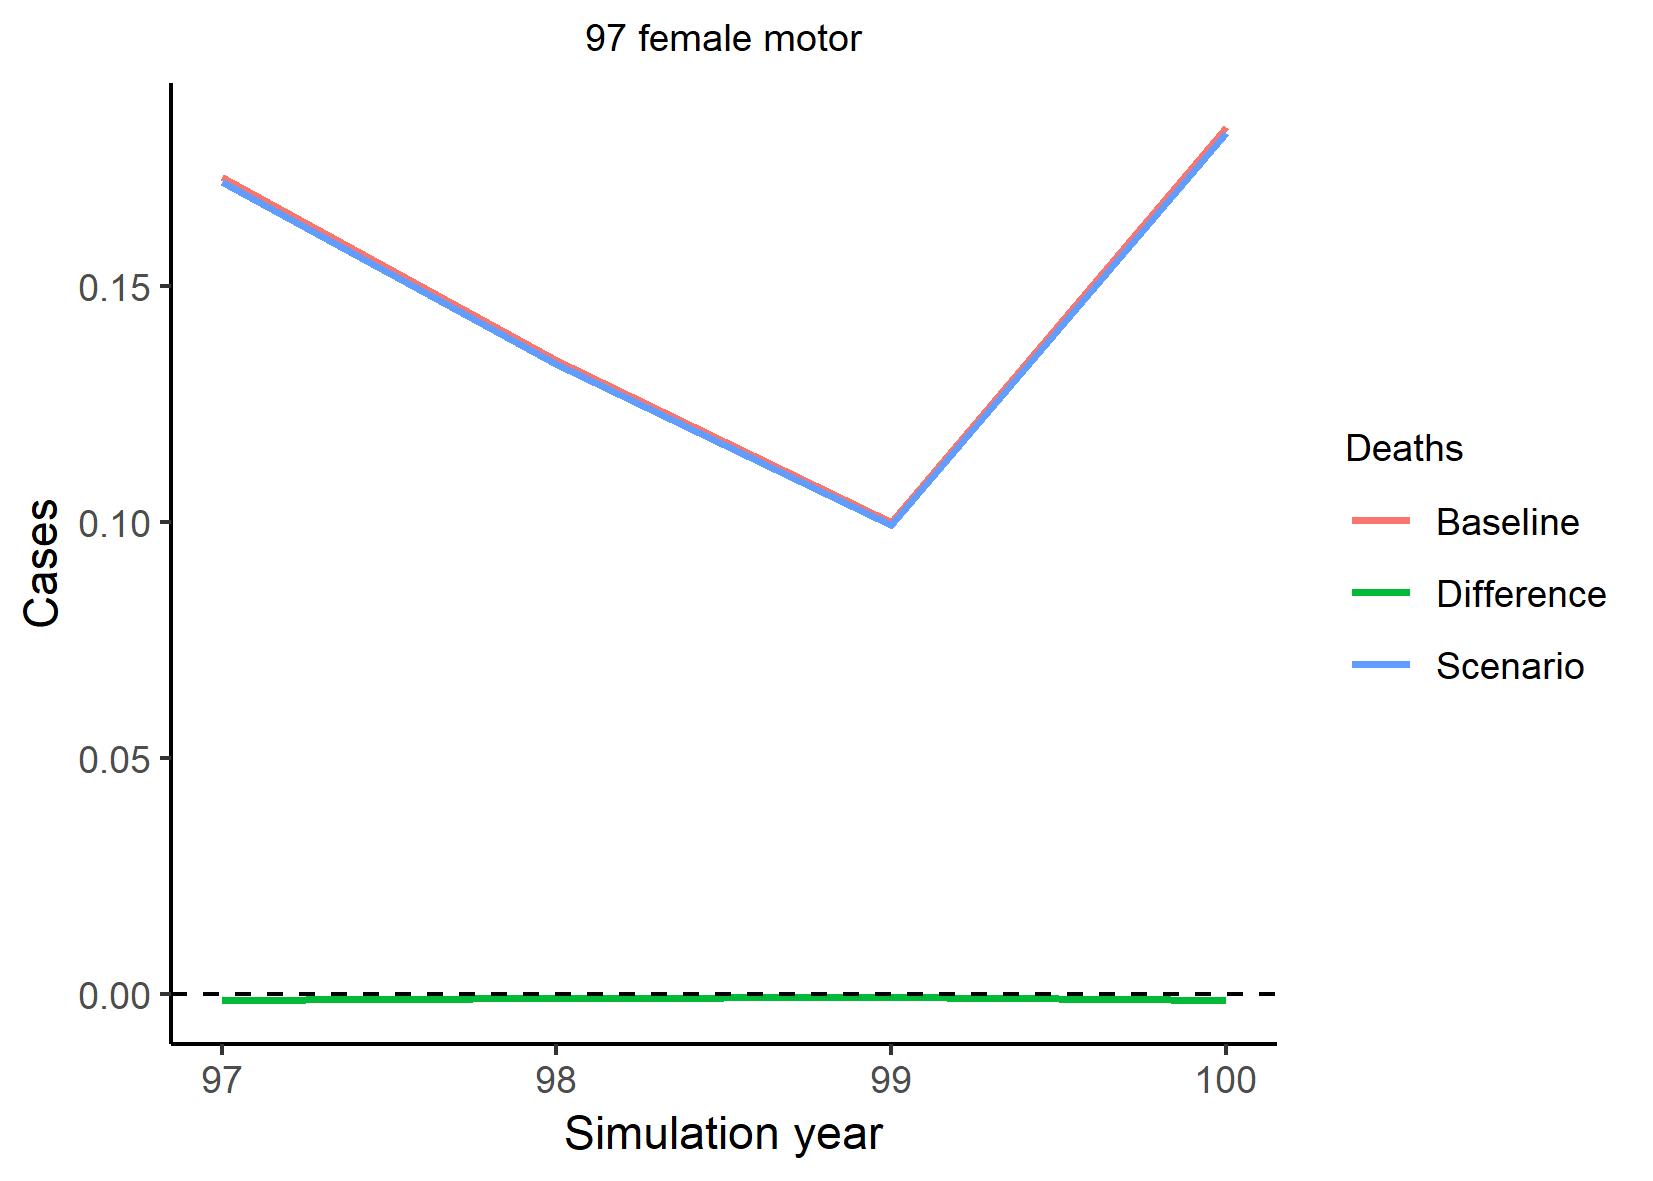 97 female motor
Cases
0.15
0.10
0.05
0.00
97 98 99 100
Simulation year
Deaths
Baseline
Difference
Scenario